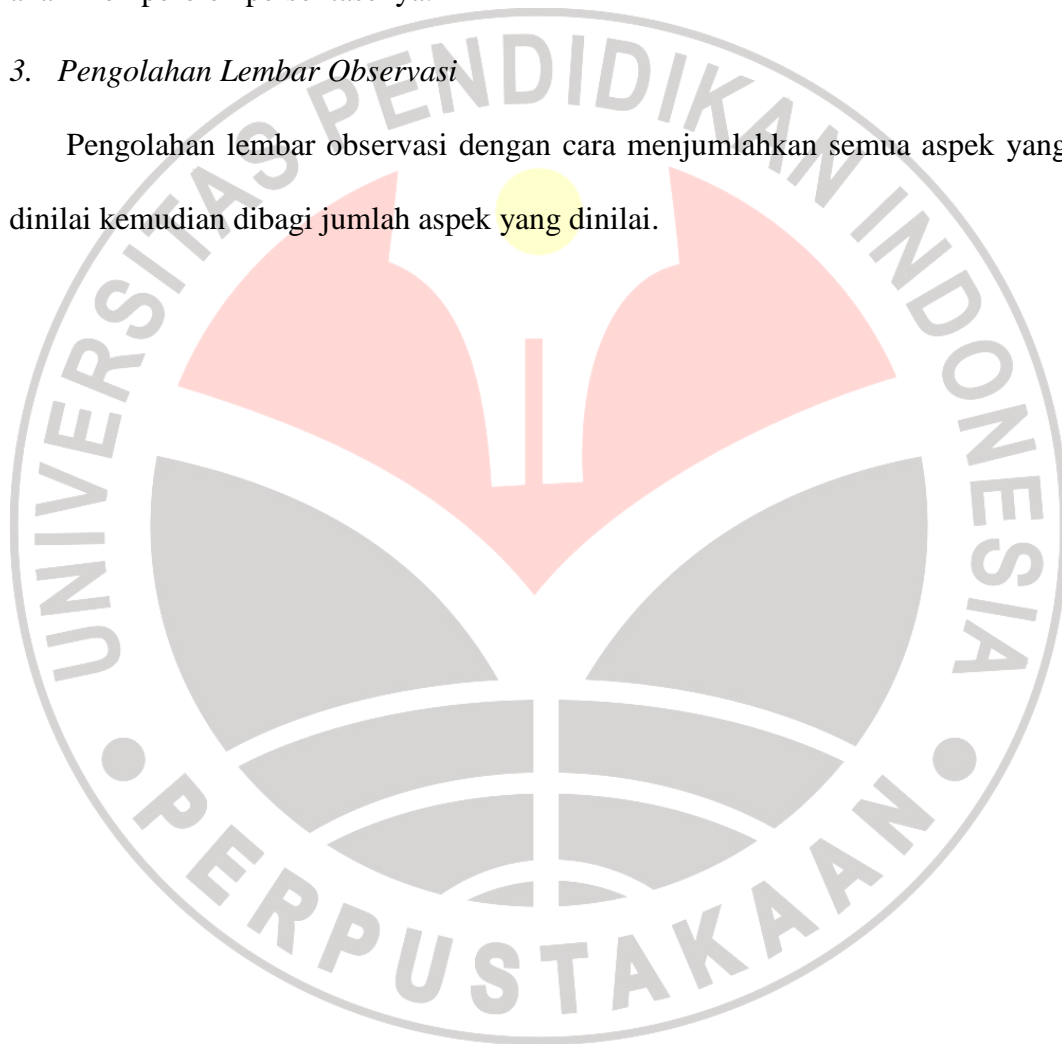 3. Pengolahan Lembar Observasi
Pengolahan lembar observasi dengan cara menjumlahkan semua aspek yang
dinilai kemudian dibagi jumlah aspek yang dinilai.
UNIVERSITAS PENDIDIKAN INDONESIA
PERPUSTAKAAN